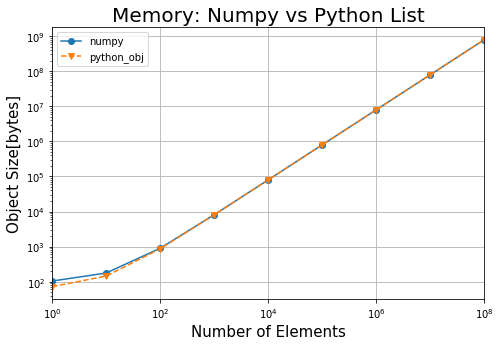 Memory: Numpy vs Python List
numpy
python_obj
Object Size[bytes]
10⁹
10⁸
10⁷
10⁶
10⁵
10⁴
10³
10²
10⁰
10²
10⁴
10⁶
10⁸
Number of Elements